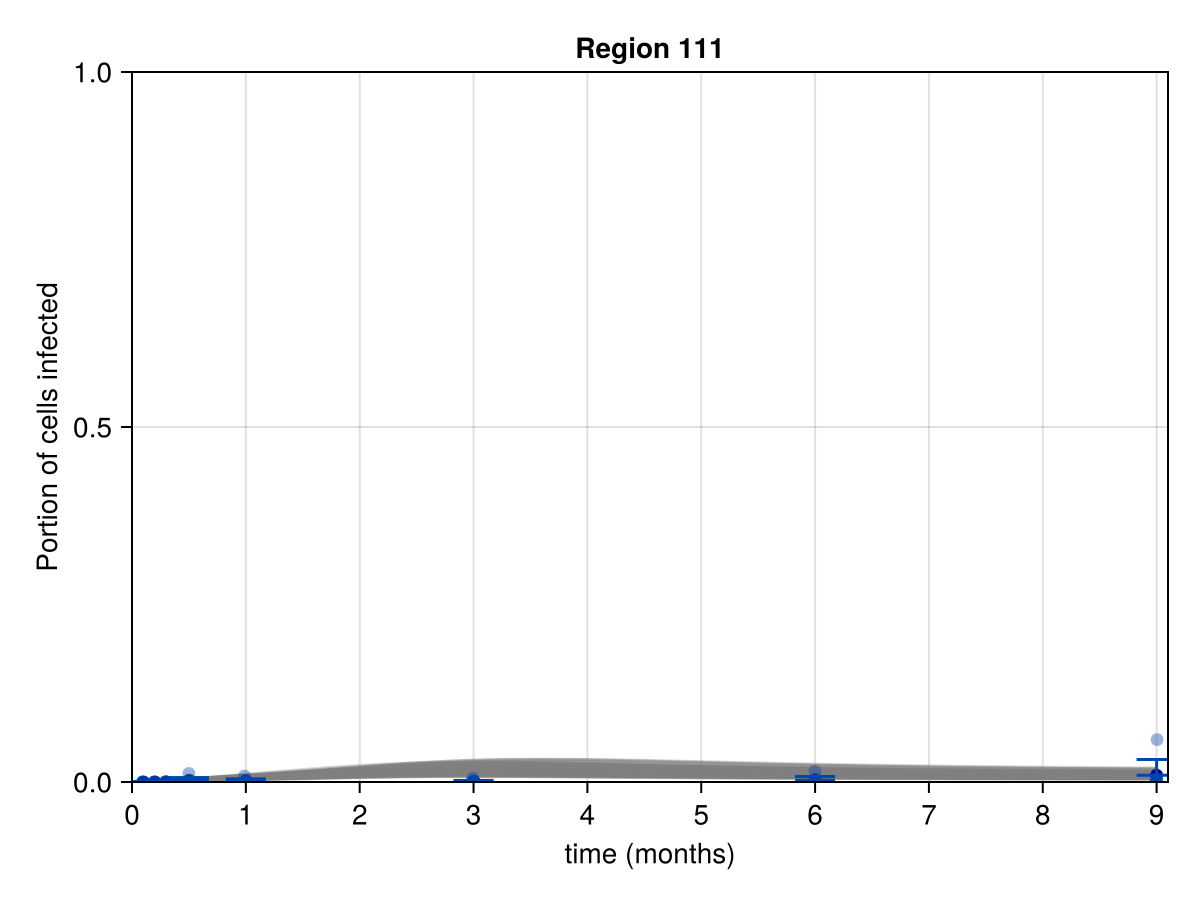 Region 111
1.0
0.5
0.0
Portion of cells infected
0 1 2 3 4 5 6 7 8 9
time (months)